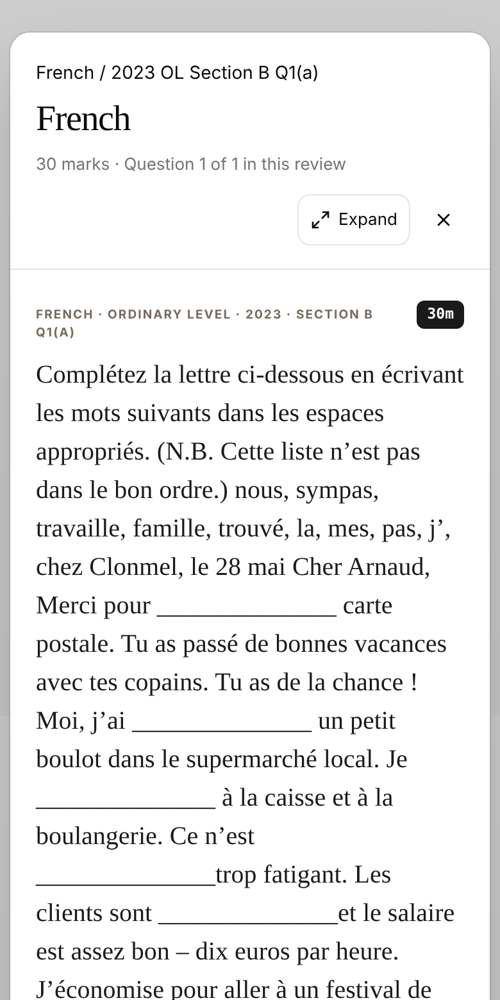 French / 2023 OL Section B Q1(a)
French
30 marks · Question 1 of 1 in this review
Expand
FRENCH · ORDINARY LEVEL · 2023 · SECTION B
Q1(A)
30m
Complétez la lettre ci-dessous en écrivant
les mots suivants dans les espaces
appropriés. (N.B. Cette liste n’est pas
dans le bon ordre.) nous, sympas,
travaille, famille, trouvé, la, mes, pas, j’,
chez Clonmel, le 28 mai Cher Arnaud,
Merci pour ______________ carte
postale. Tu as passé de bonnes vacances
avec tes copains. Tu as de la chance !
Moi, j’ai ______________ un petit
boulot dans le supermarché local. Je
______________ à la caisse et à la
boulangerie. Ce n’est
______________trop fatigant. Les
clients sont ______________et le salaire
est assez bon – dix euros par heure.
J’économise pour aller à un festival de